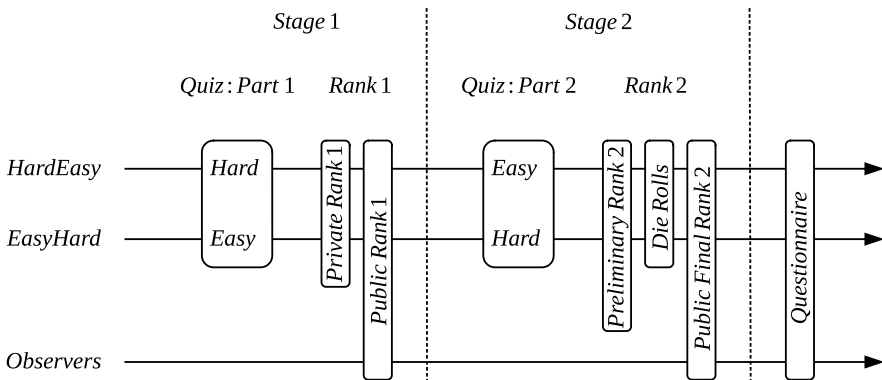 Stage 1
Stage 2
Quiz: Part 1
Rank 1
Quiz: Part 2
Rank 2
HardEasy
Hard
Easy
EasyHard
Easy
Hard
Private Rank 1
Public Rank 1
Preliminary Rank 2
Die Rolls
Public Final Rank 2
Questionnaire
Observers